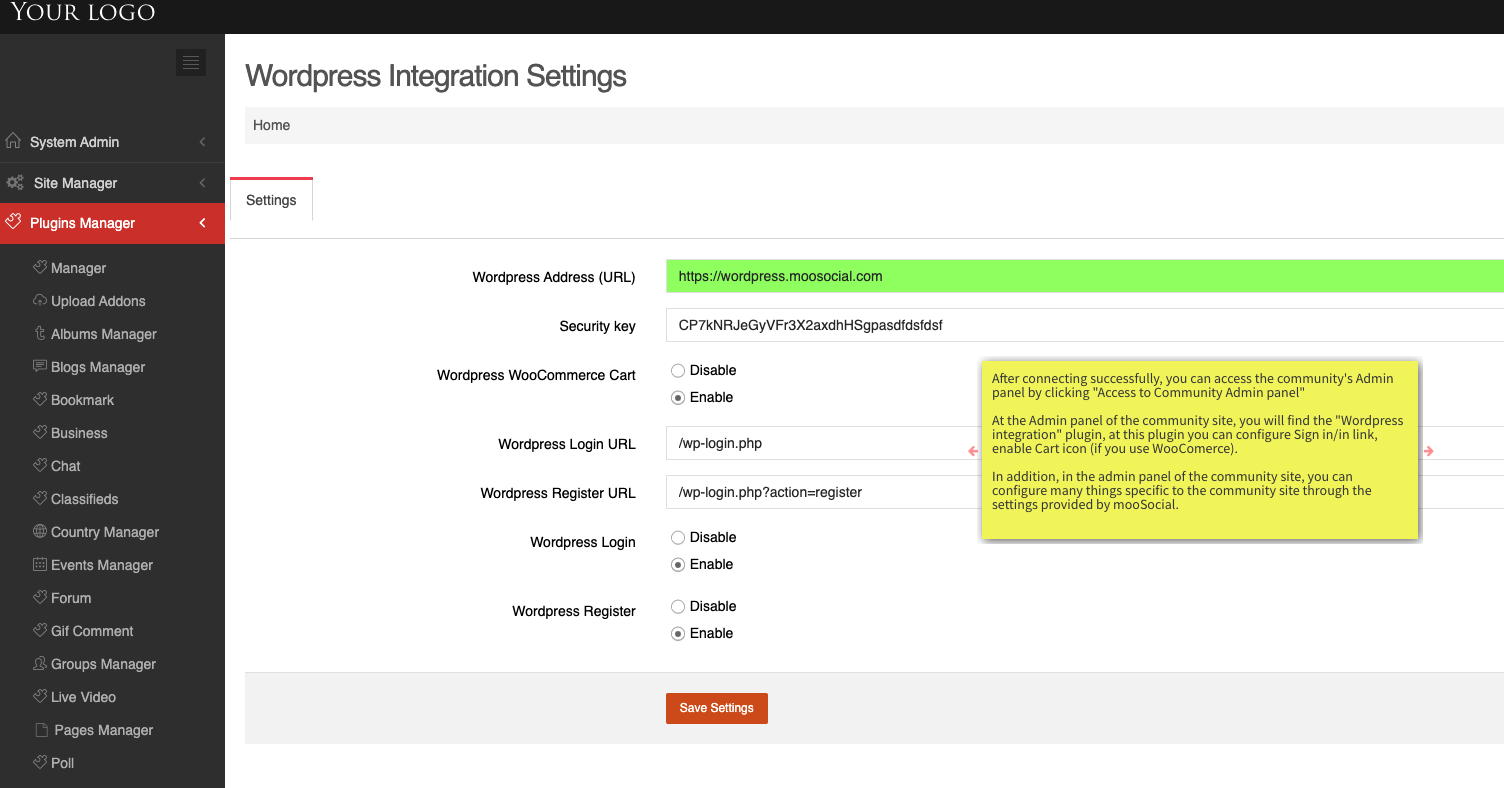 YOUR LOGO
Wordpress Integration Settings
Home
System Admin
Site Manager
Plugins Manager
Manager
Upload Addons
Albums Manager
Blogs Manager
Bookmark
Business
Chat
Classifieds
Country Manager
Events Manager
Forum
Gif Comment
Groups Manager
Live Video
Pages Manager
Poll
Settings
Wordpress Address (URL)
https://wordpress.moosocial.com
Security key
CP7kNRJeGyVFr3X2axdhHSgpasdfdsfdsf
Wordpress WooCommerce Cart
Disable
Enable
Wordpress Login URL
/wp-login.php
Wordpress Register URL
/wp-login.php?action=register
Wordpress Login
Disable
Enable
Wordpress Register
Disable
Enable
Save Settings
After connecting successfully, you can access the community's Admin
panel by clicking "Access to Community Admin panel"
At the Admin panel of the community site, you will find the "Wordpress
integration" plugin, at this plugin you can configure Sign in/in link,
enable Cart icon (if you use WooComerce).
In addition, in the admin panel of the community site, you can
configure many things specific to the community site through the
settings provided by mooSocial.